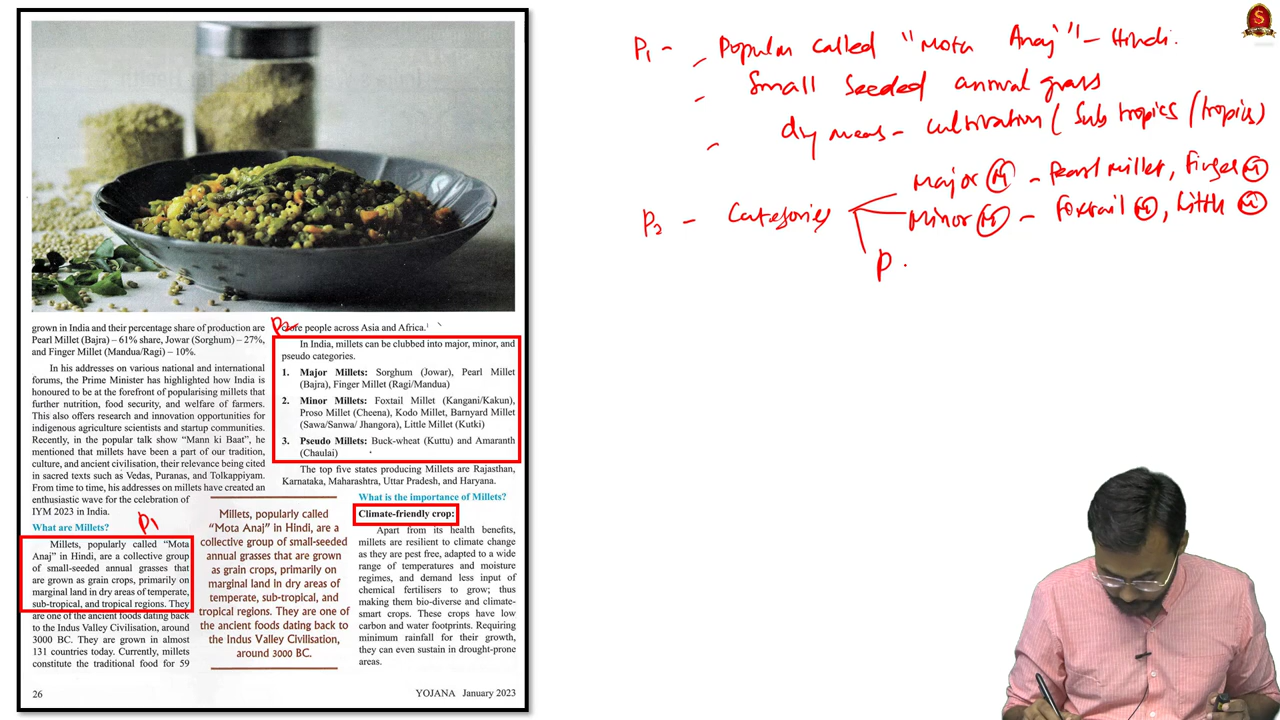 grown in India and their percentage share of production are
Pearl Millet (Bajra) – 61% share, Jowar (Sorghum) – 27%,
and Finger Millet (Mandua/Ragi) – 10%.
In his addresses on various national and international
forums, the Prime Minister has highlighted how India is
honoured to be at the forefront of popularising millets that
further nutrition, food security, and welfare of farmers.
This also offers research and innovation opportunities for
indigenous agriculture scientists and startup communities.
Recently, in the popular talk show “Mann ki Baat”, he
mentioned that millets have been a part of our tradition,
culture, and ancient civilisation, their relevance being cited
in sacred texts such as Vedas, Puranas, and Tolkappiyam.
From time to time, his addresses on millets have created an
enthusiastic wave for the celebration of
IYM 2023 in India.
What are Millets?
P1
Millets, popularly called “Mota
Anaj” in Hindi, are a collective group
of small-seeded annual grasses that
are grown as grain crops, primarily on
marginal land in dry areas of temperate,
sub-tropical, and tropical regions. They
are one of the ancient foods dating back
to the Indus Valley Civilisation, around
3000 BC. They are grown in almost
131 countries today. Currently, millets
constitute the traditional food for 59
Millets, popularly called
“Mota Anaj” in Hindi, are a
collective group of small-seeded
annual grasses that are grown
as grain crops, primarily on
marginal land in dry areas of
temperate, sub-tropical, and
tropical regions. They are one of
the ancient foods dating back to
the Indus Valley Civilisation,
around 3000 BC.
P2
crore people across Asia and Africa.¹
In India, millets can be clubbed into major, minor, and
pseudo categories.
1. Major Millets: Sorghum (Jowar), Pearl Millet
(Bajra), Finger Millet (Ragi/Mandua)
2. Minor Millets: Foxtail Millet (Kangani/Kakun),
Proso Millet (Cheena), Kodo Millet, Barnyard Millet
(Sawa/Sanwa/ Jhangora), Little Millet (Kutki)
3. Pseudo Millets: Buck-wheat (Kuttu) and Amaranth
(Chaulai)
The top five states producing Millets are Rajasthan,
Karnataka, Maharashtra, Uttar Pradesh, and Haryana.
What is the importance of Millets?
Climate-friendly crop:
Apart from its health benefits,
millets are resilient to climate change
as they are pest free, adapted to a wide
range of temperatures and moisture
regimes, and demand less input of
chemical fertilisers to grow; thus
making them bio-diverse and climate-
smart crops. These crops have low
carbon and water footprints. Requiring
minimum rainfall for their growth,
they can even sustain in drought-prone
areas.
26
YOJANA January 2023
P1 - - Popular called "Mota Anaj" - Hindi.
- Small seeded annual grass
- dry areas - cultivation (Sub tropics / tropics)
Major M - Pearl millet, Finger M
P2 - Categories
Minor M - Foxtail M, Little M
P.
S